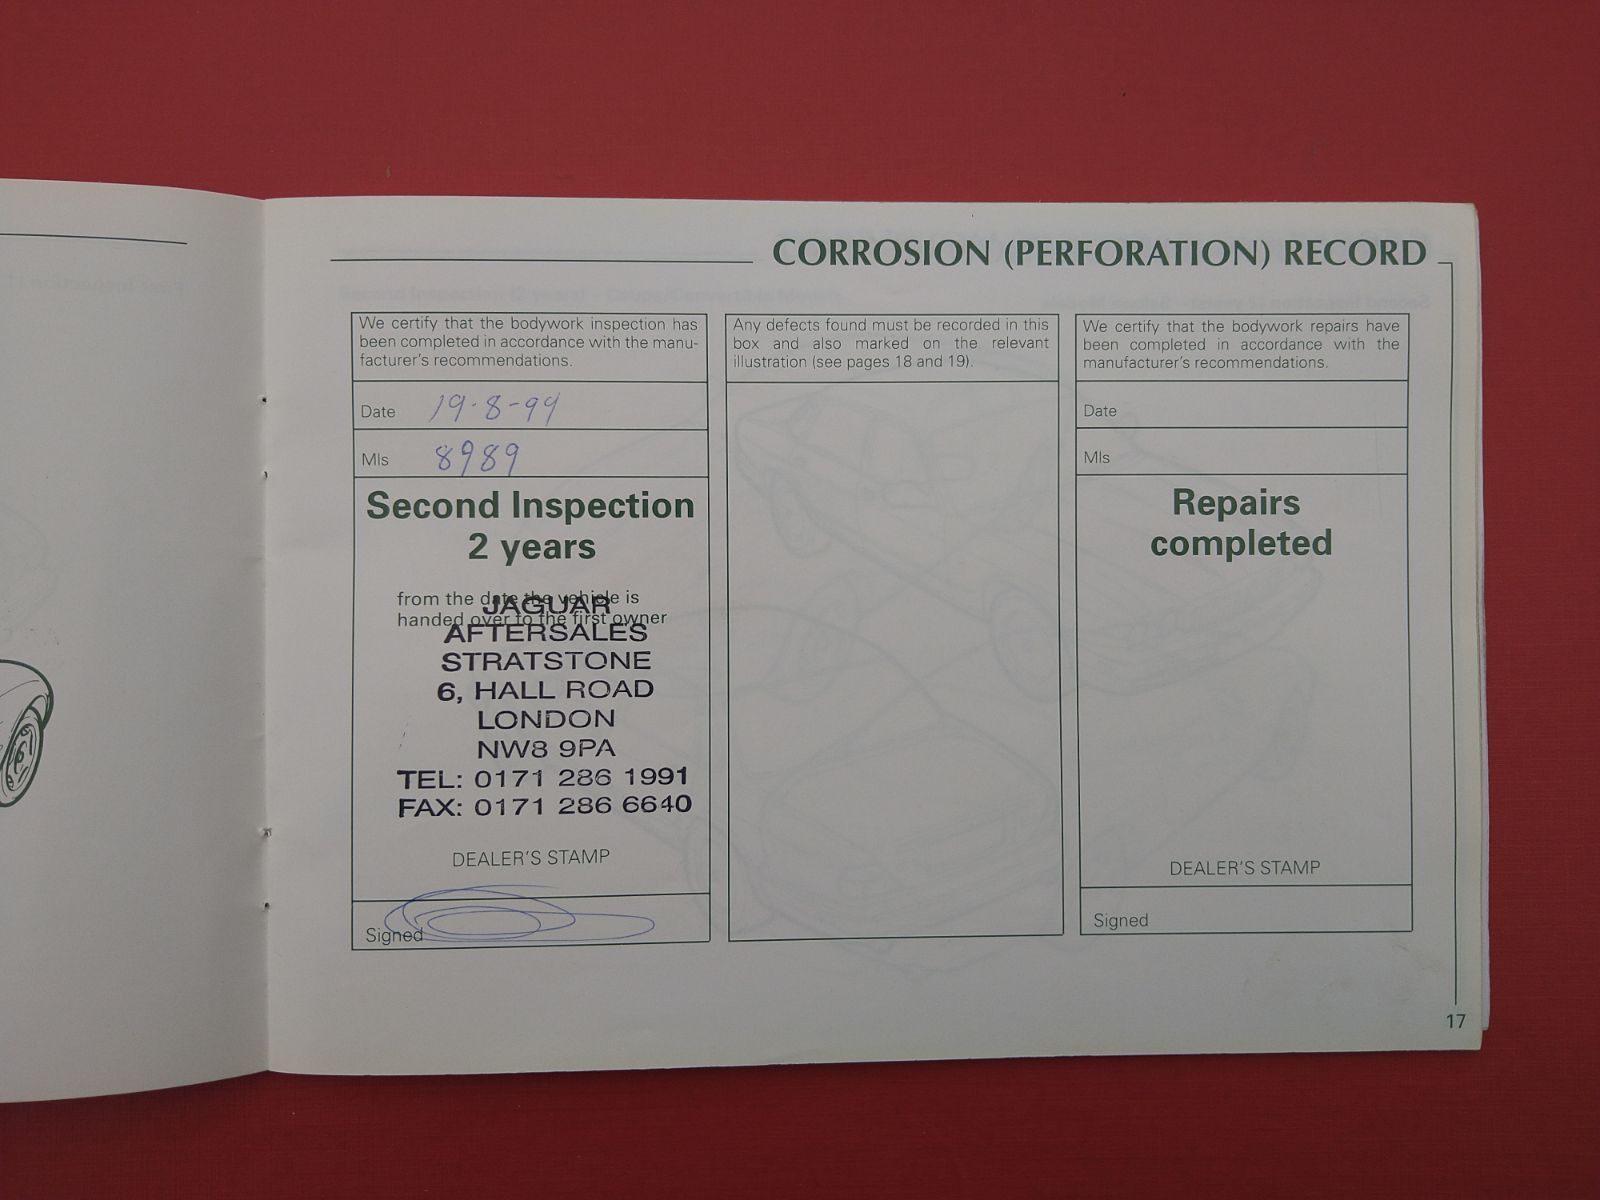 CORROSION (PERFORATION) RECORD
We certify that the bodywork inspection has
been completed in accordance with the manu-
facturer's recommendations.
Date 19-8-99
Mls 8989
Second Inspection
2 years
from the date the vehicle is
handed over to the first owner
JAGUAR
AFTERSALES
STRATSTONE
6, HALL ROAD
LONDON
NW8 9PA
TEL: 0171 286 1991
FAX: 0171 286 6640
DEALER'S STAMP
Signed
Any defects found must be recorded in this
box and also marked on the relevant
illustration (see pages 18 and 19).
We certify that the bodywork repairs have
been completed in accordance with the
manufacturer's recommendations.
Date
Mls
Repairs
completed
DEALER'S STAMP
Signed
17